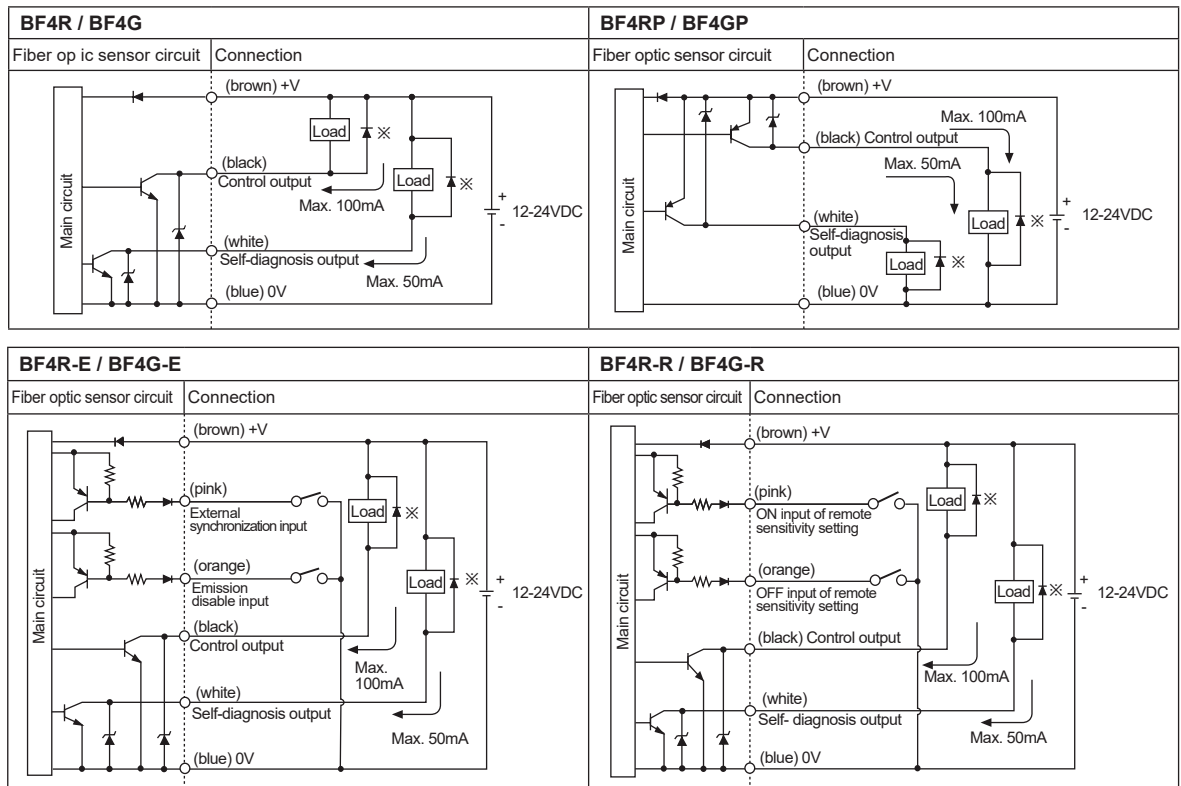 BF4R / BF4G
Fiber op ic sensor circuit
Connection
(brown) +V
Load
※
(black)
Control output
Load
※
Max. 100mA
Main circuit
+
12-24VDC
-
(white)
Self-diagnosis output
Max. 50mA
(blue) 0V
BF4RP / BF4GP
Fiber optic sensor circuit
Connection
(brown) +V
Max. 100mA
(black) Control output
Max. 50mA
Main circuit
(white)
Self-diagnosis
output
Load
※
Load
※
+
12-24VDC
-
(blue) 0V
BF4R-E / BF4G-E
Fiber optic sensor circuit
Connection
(brown) +V
(pink)
External
synchronization input
Load
※
(orange)
Emission
disable input
Load
※
+
12-24VDC
-
Main circuit
(black)
Control output
Max.
100mA
(white)
Self-diagnosis output
Max. 50mA
(blue) 0V
BF4R-R / BF4G-R
Fiber optic sensor circuit
Connection
(brown) +V
(pink)
ON input of remote
sensitivity setting
Load
※
(orange)
OFF input of remote
sensitivity setting
Load
※
+
12-24VDC
-
Main circuit
(black) Control output
Max. 100mA
(white)
Self- diagnosis output
Max. 50mA
(blue) 0V